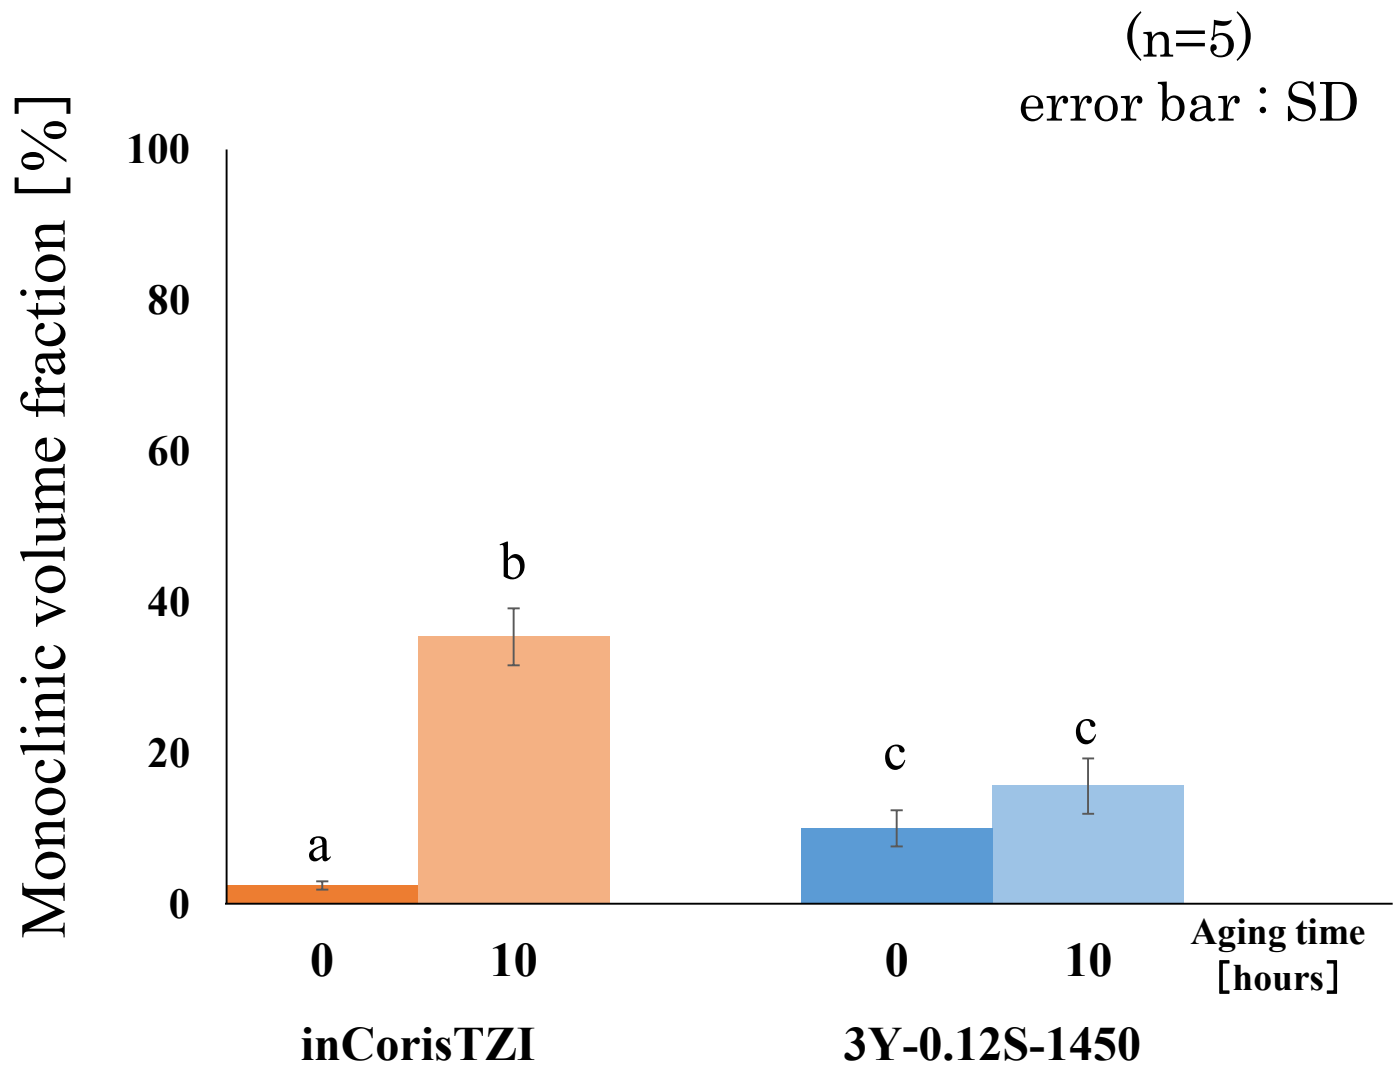 (n=5)
error bar : SD
Monoclinic volume fraction [%]
100
80
60
40
20
0
a
b
c
c
0
10
0
10
Aging time
[hours]
inCorisTZI
3Y-0.12S-1450